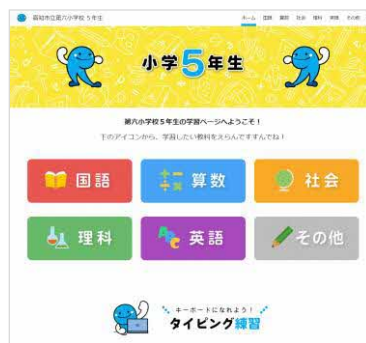 市立第六小学校 5年生
ホーム 国語 算数 社会 理科 英語 その他
小学5年生
第六小学校5年生の学習ページへようこそ！
下のアイコンから、学習したい教科をえらんですすんでね！
国語
算数
社会
理科
ABC
英語
その他
キーボードになれよう！
タイピング練習